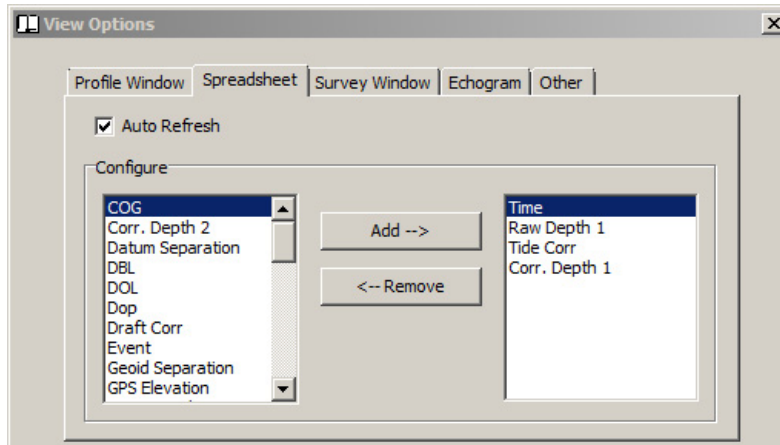 View Options
Profile Window Spreadsheet Survey Window Echogram Other
Auto Refresh
Configure
COG
Corr. Depth 2
Datum Separation
DBL
DOL
Dop
Draft Corr
Event
Geoid Separation
GPS Elevation
Add -->
<-- Remove
Time
Raw Depth 1
Tide Corr
Corr. Depth 1